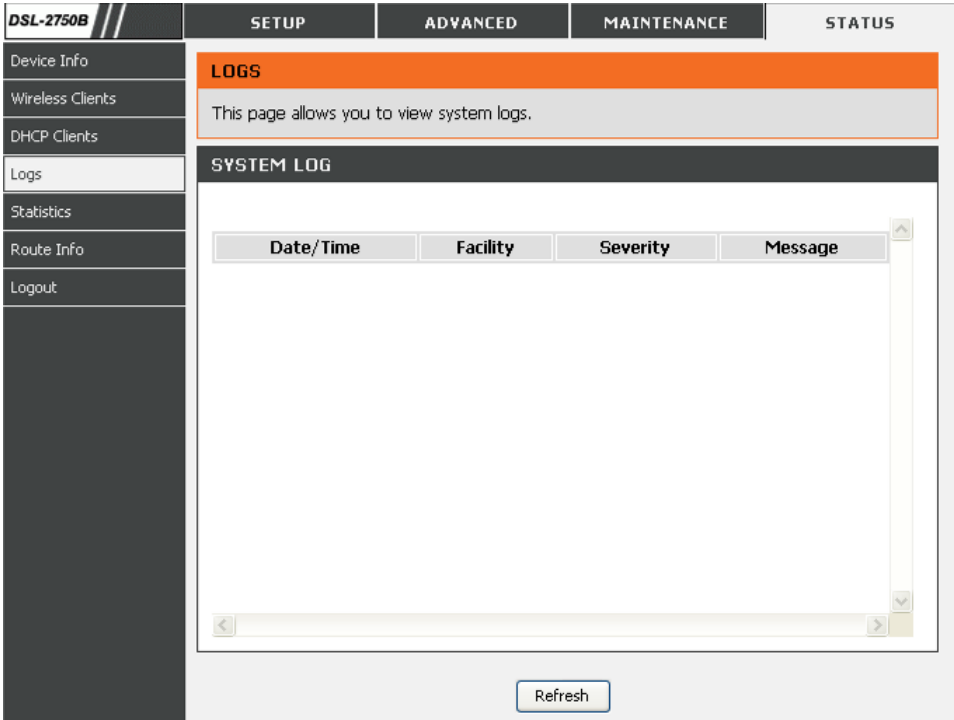 DSL-2750B
SETUP
ADVANCED
MAINTENANCE
STATUS
Device Info
Wireless Clients
DHCP Clients
Logs
Statistics
Route Info
Logout
LOGS
This page allows you to view system logs.
SYSTEM LOG
Date/Time Facility Severity Message
Refresh